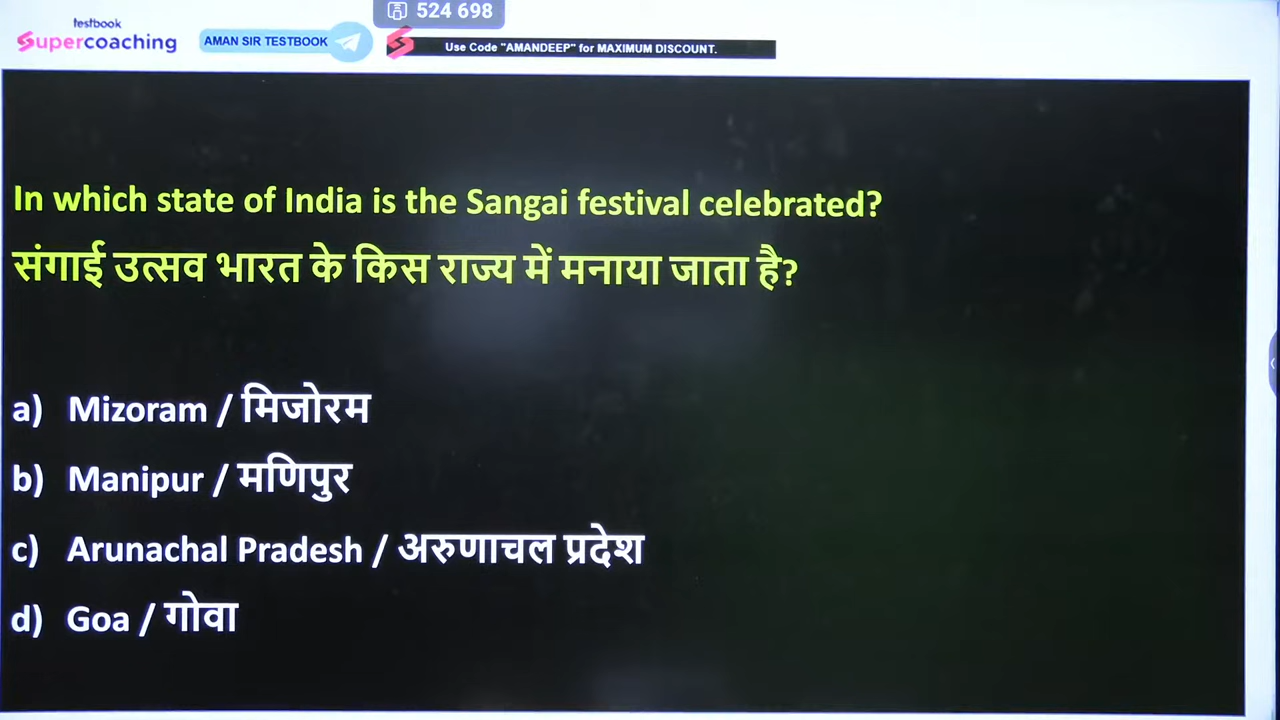 524 698
testbook
Supercoaching
AMAN SIR TESTBOOK
Use Code "AMANDEEP" for MAXIMUM DISCOUNT.
In which state of India is the Sangai festival celebrated?
संगाई उत्सव भारत के किस राज्य में मनाया जाता है?
a) Mizoram / मिजोरम
b) Manipur / मणिपुर
c) Arunachal Pradesh / अरुणाचल प्रदेश
d) Goa / गोवा